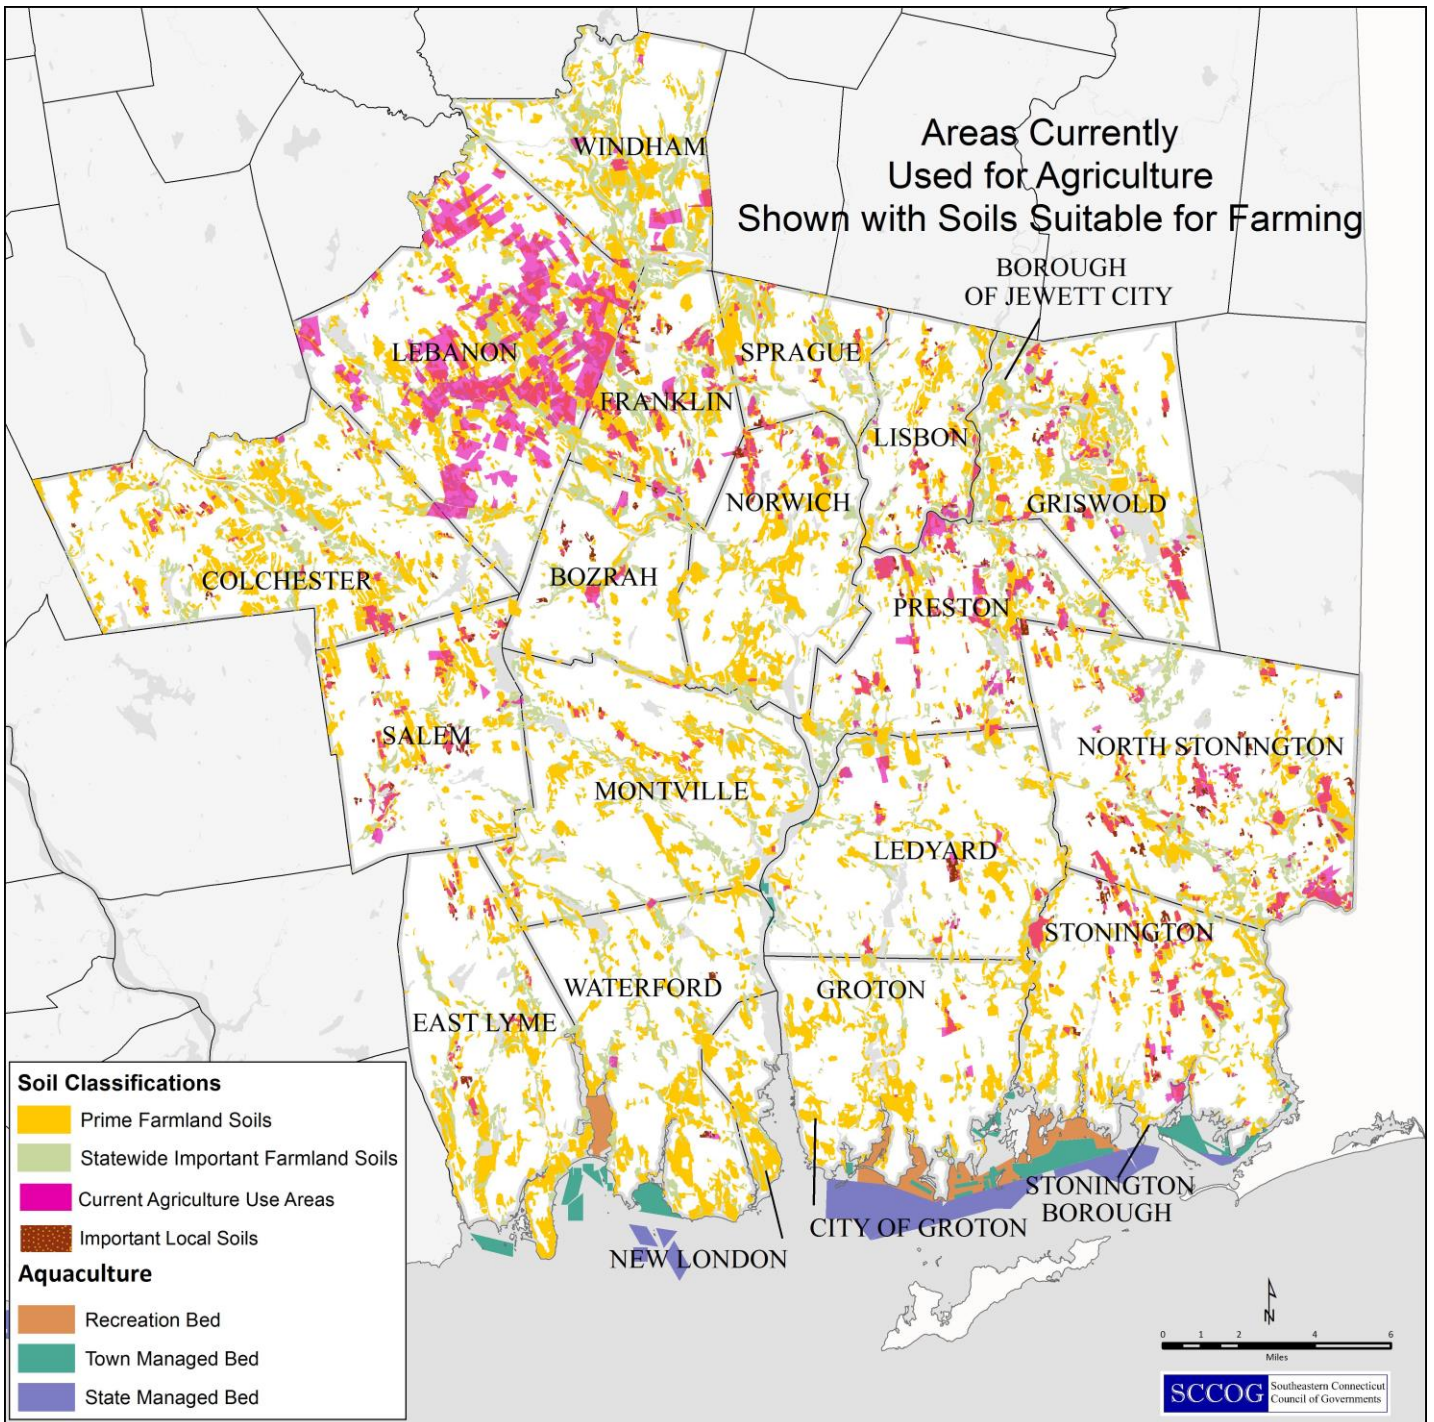 Areas Currently
Used for Agriculture
Shown with Soils Suitable for Farming
WINDHAM
BOROUGH
OF JEWETT CITY
LEBANON
SPRAGUE
FRANKLIN
LISBON
NORWICH
GRISWOLD
COLCHESTER
BOZRAH
PRESTON
SALEM
NORTH STONINGTON
MONTVILLE
LEDYARD
STONINGTON
WATERFORD
GROTON
EAST LYME
STONINGTON
BOROUGH
CITY OF GROTON
NEW LONDON
Soil Classifications
Prime Farmland Soils
Statewide Important Farmland Soils
Current Agriculture Use Areas
Important Local Soils
Aquaculture
Recreation Bed
Town Managed Bed
State Managed Bed
N
0 1 2 4 6
Miles
SCCOG Southeastern Connecticut
Council of Governments